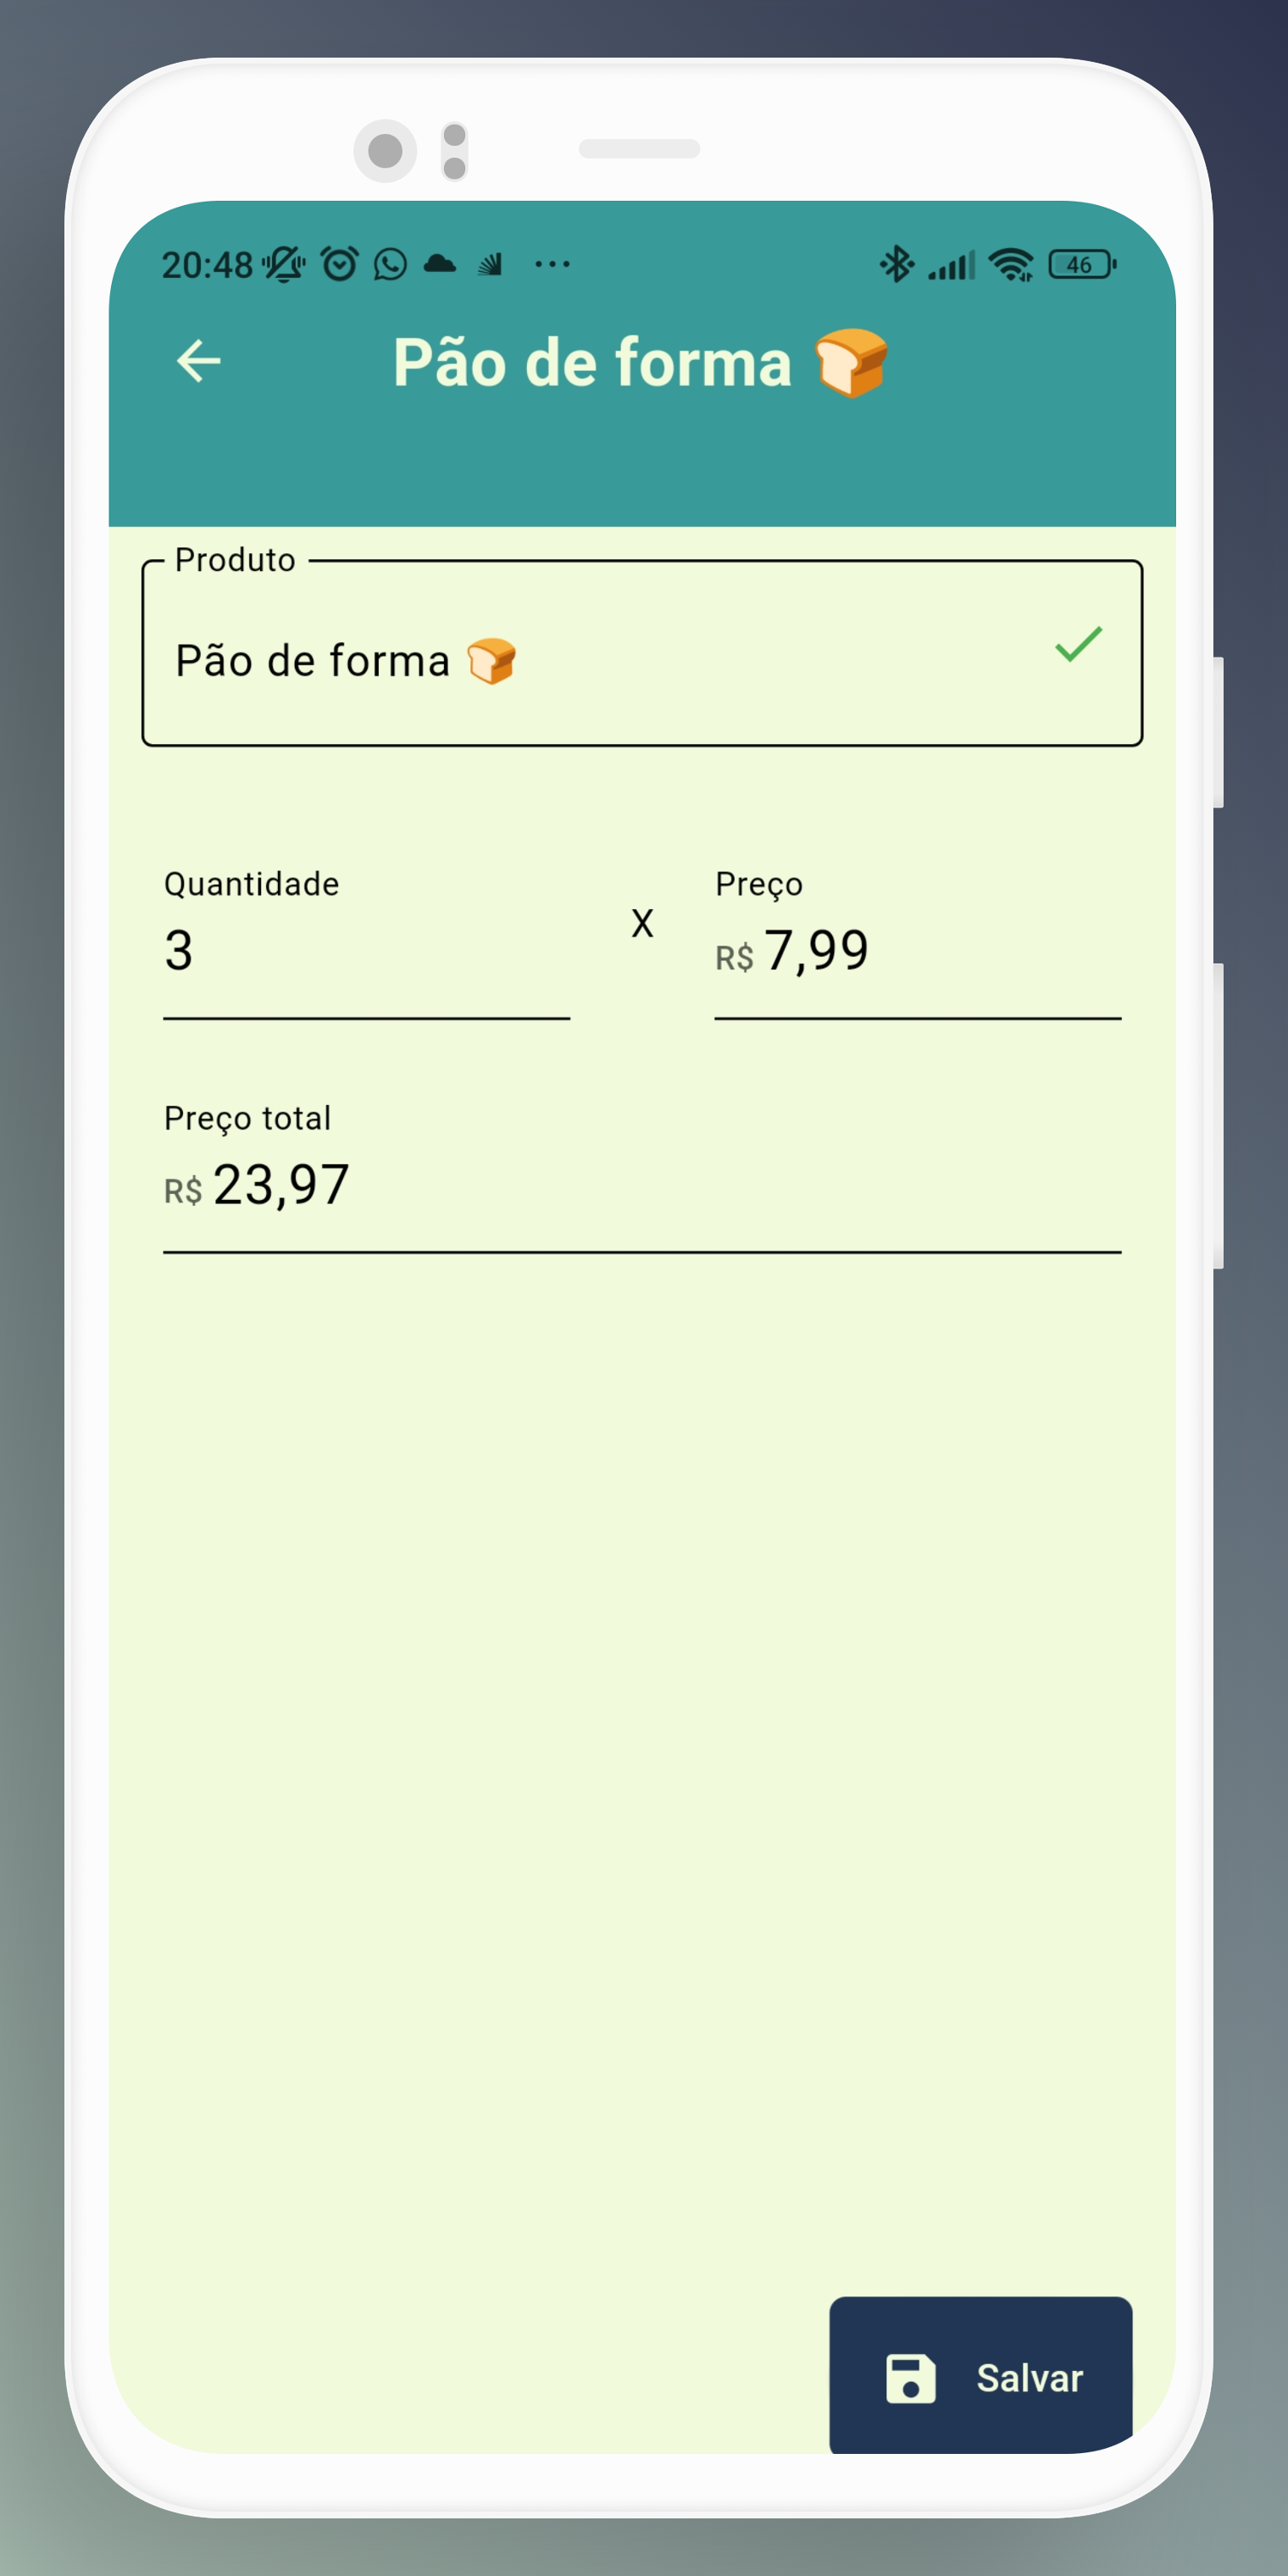 20:48 46
Pão de forma 🍞
Produto
Pão de forma 🍞
Quantidade Preço
3 X R$ 7,99
Preço total
R$ 23,97
Salvar